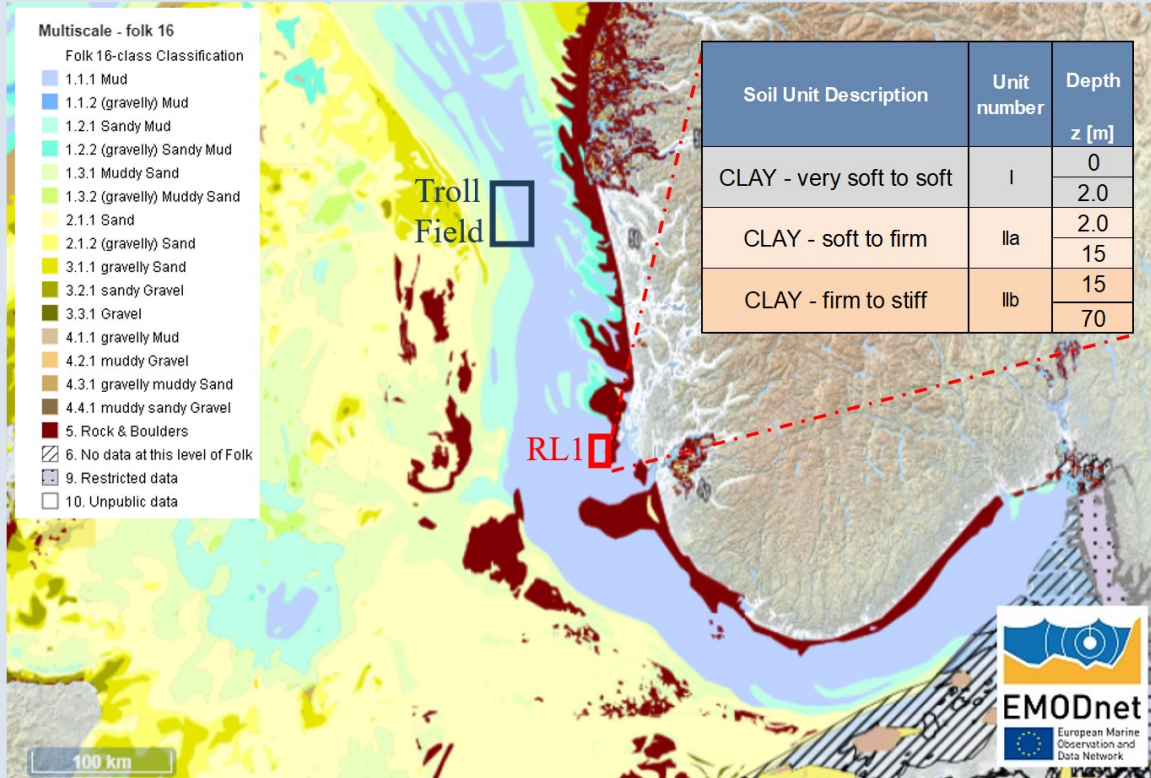 Multiscale - folk 16
Folk 16-class Classification
1.1.1 Mud
1.1.2 (gravelly) Mud
1.2.1 Sandy Mud
1.2.2 (gravelly) Sandy Mud
1.3.1 Muddy Sand
1.3.2 (gravelly) Muddy Sand
2.1.1 Sand
2.1.2 (gravelly) Sand
3.1.1 gravelly Sand
3.2.1 sandy Gravel
3.3.1 Gravel
4.1.1 gravelly Mud
4.2.1 muddy Gravel
4.3.1 gravelly muddy Sand
4.4.1 muddy sandy Gravel
5. Rock & Boulders
6. No data at this level of Folk
9. Restricted data
10. Unpublic data
Troll
Field
RL1
Soil Unit Description
Unit
number
Depth
z [m]
CLAY - very soft to soft
I
0
2.0
CLAY - soft to firm
IIa
2.0
15
CLAY - firm to stiff
IIb
15
70
100 km
EMODnet
European Marine
Observation and
Data Network